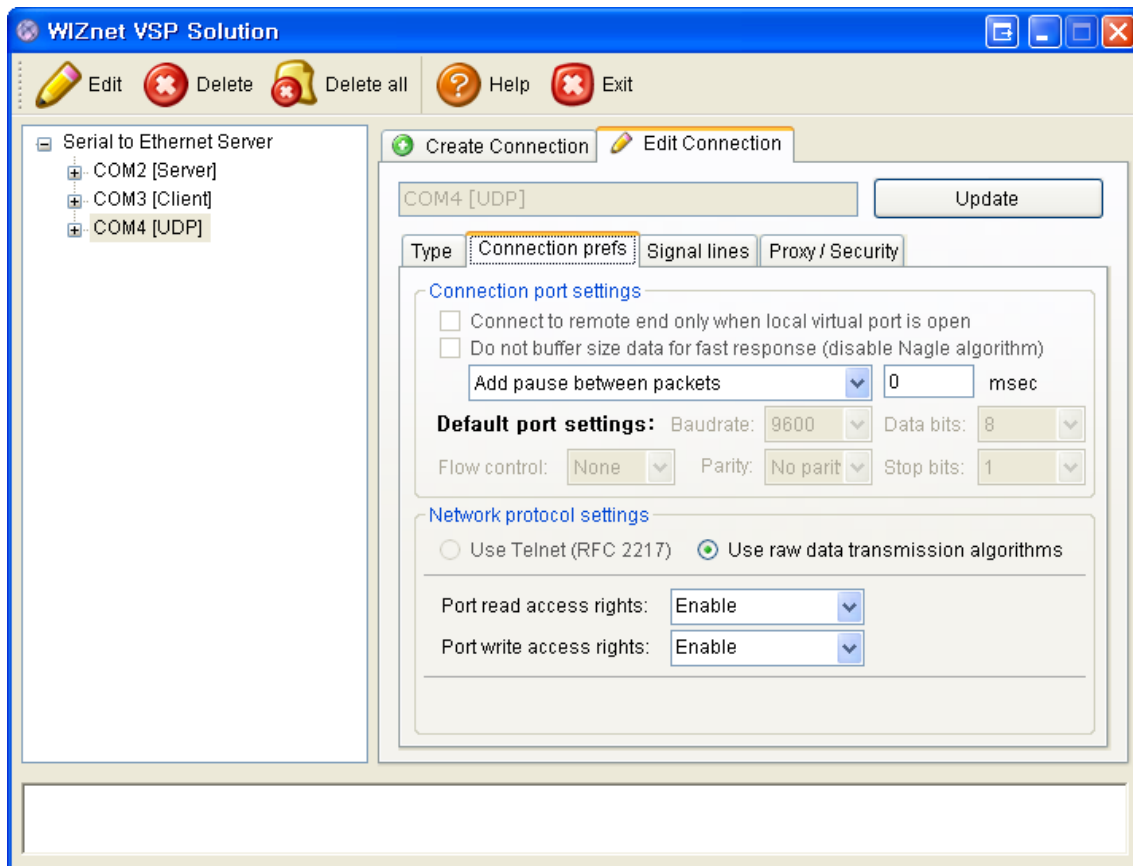 WIZnet VSP Solution
Edit Delete Delete all Help Exit
Serial to Ethernet Server
COM2 [Server]
COM3 [Client]
COM4 [UDP]
Create Connection Edit Connection
COM4 [UDP] Update
Type Connection prefs Signal lines Proxy / Security
Connection port settings
Connect to remote end only when local virtual port is open
Do not buffer size data for fast response (disable Nagle algorithm)
Add pause between packets 0 msec
Default port settings: Baudrate: 9600 Data bits: 8
Flow control: None Parity: No parit Stop bits: 1
Network protocol settings
Use Telnet (RFC 2217) Use raw data transmission algorithms
Port read access rights: Enable
Port write access rights: Enable